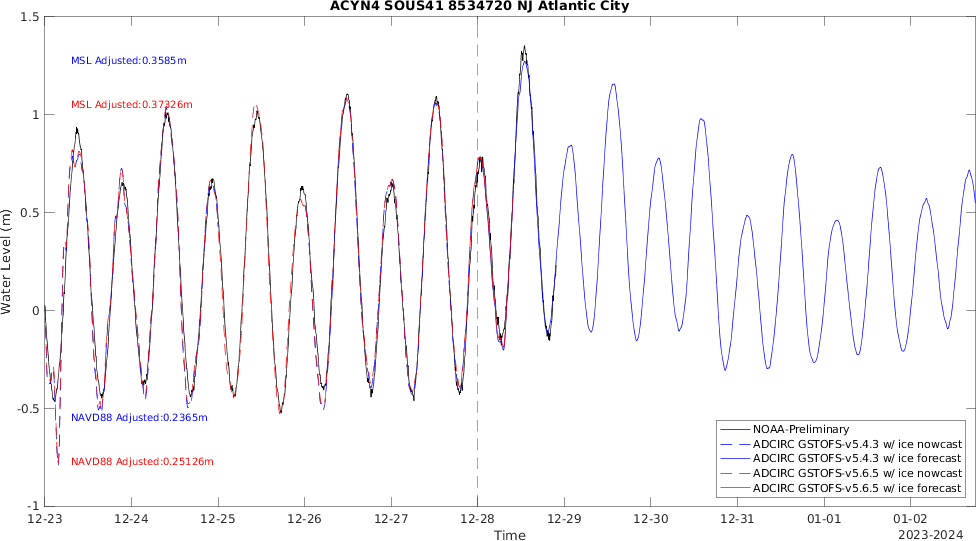 ACYN4 SOUS41 8534720 NJ Atlantic City
1.5
1
0.5
0
-0.5
-1
Water Level (m)
MSL Adjusted:0.3585m
MSL Adjusted:0.37326m
NAVD88 Adjusted:0.2365m
NAVD88 Adjusted:0.25126m
NOAA-Preliminary
ADCIRC GSTOFS-v5.4.3 w/ ice nowcast
ADCIRC GSTOFS-v5.4.3 w/ ice forecast
ADCIRC GSTOFS-v5.6.5 w/ ice nowcast
ADCIRC GSTOFS-v5.6.5 w/ ice forecast
12-23 12-24 12-25 12-26 12-27 12-28 12-29 12-30 12-31 01-01 01-02
Time
2023-2024